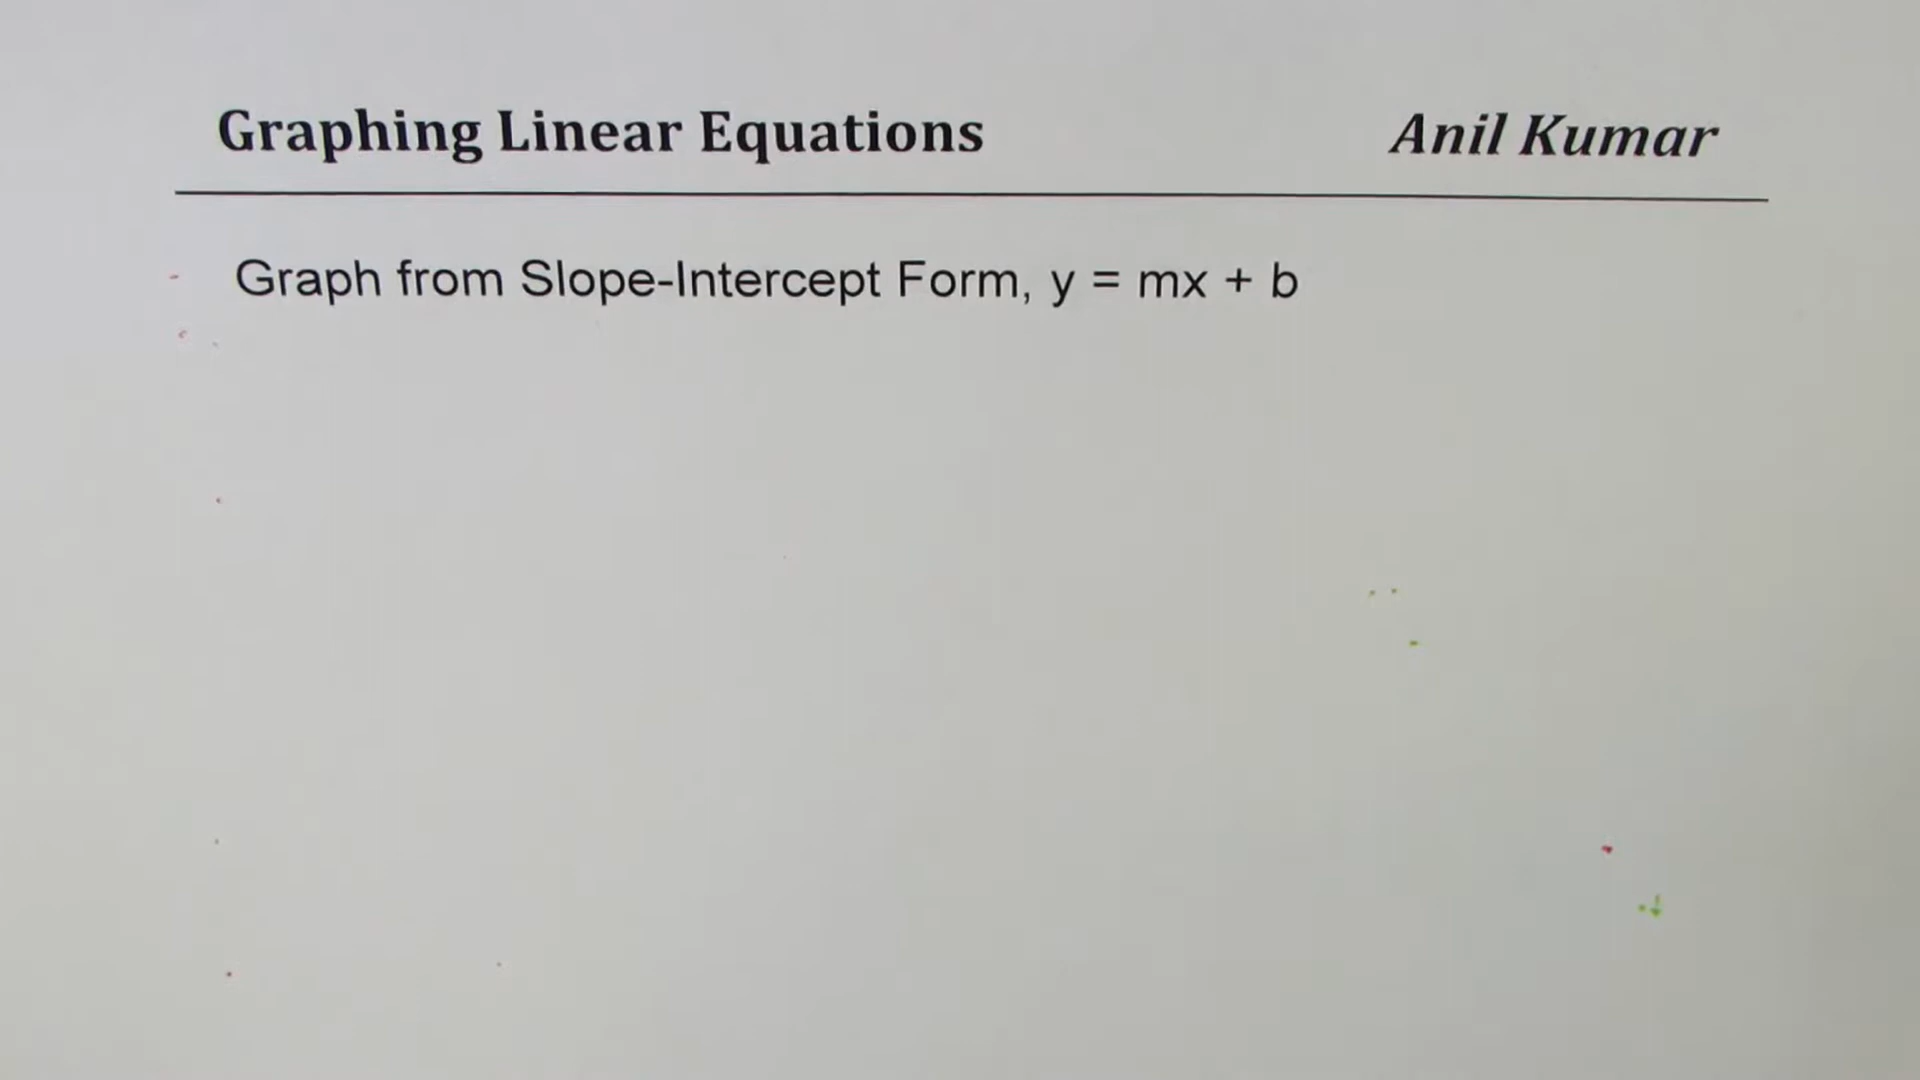 Graphing Linear Equations Anil Kumar
Graph from Slope-Intercept Form, y = mx + b